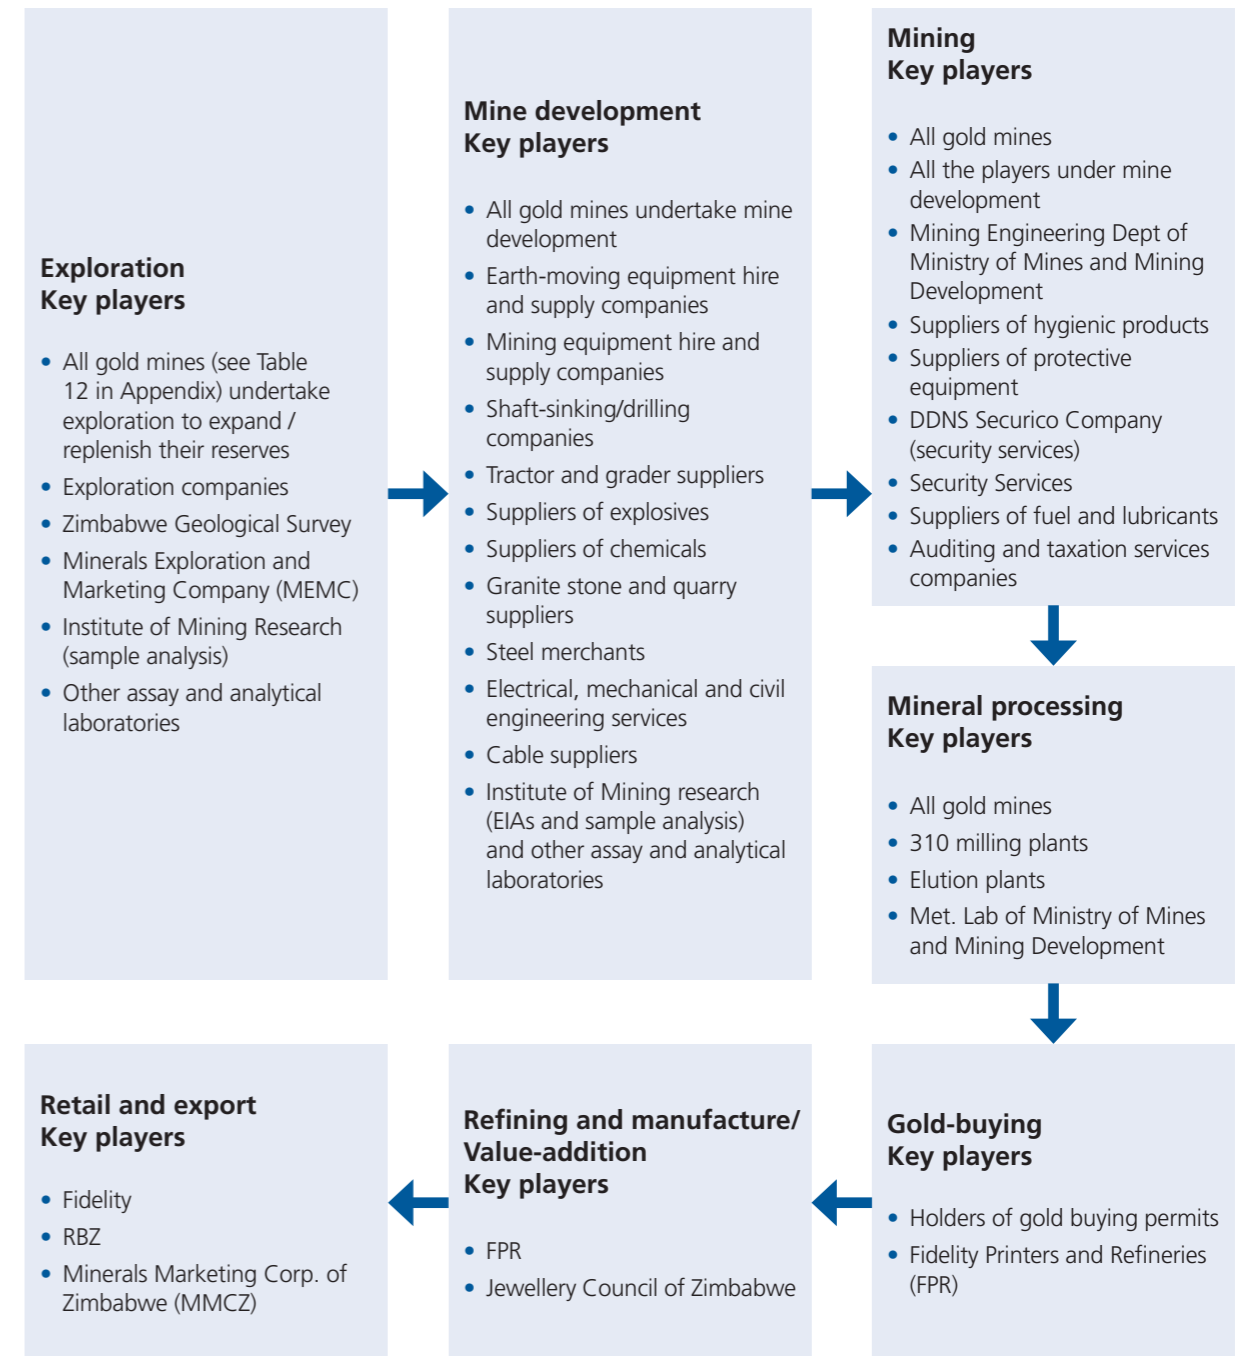 Exploration
Key players
• All gold mines (see Table
12 in Appendix) undertake
exploration to expand /
replenish their reserves
• Exploration companies
• Zimbabwe Geological Survey
• Minerals Exploration and
Marketing Company (MEMC)
• Institute of Mining Research
(sample analysis)
• Other assay and analytical
laboratories
Mine development
Key players
• All gold mines undertake mine
development
• Earth-moving equipment hire
and supply companies
• Mining equipment hire and
supply companies
• Shaft-sinking/drilling
companies
• Tractor and grader suppliers
• Suppliers of explosives
• Suppliers of chemicals
• Granite stone and quarry
suppliers
• Steel merchants
• Electrical, mechanical and civil
engineering services
• Cable suppliers
• Institute of Mining research
(EIAs and sample analysis)
and other assay and analytical
laboratories
Mining
Key players
• All gold mines
• All the players under mine
development
• Mining Engineering Dept of
Ministry of Mines and Mining
Development
• Suppliers of hygienic products
• Suppliers of protective
equipment
• DDNS Securico Company
(security services)
• Security Services
• Suppliers of fuel and lubricants
• Auditing and taxation services
companies
Mineral processing
Key players
• All gold mines
• 310 milling plants
• Elution plants
• Met. Lab of Ministry of Mines
and Mining Development
Gold-buying
Key players
• Holders of gold buying permits
• Fidelity Printers and Refineries
(FPR)
Refining and manufacture/
Value-addition
Key players
• FPR
• Jewellery Council of Zimbabwe
Retail and export
Key players
• Fidelity
• RBZ
• Minerals Marketing Corp. of
Zimbabwe (MMCZ)